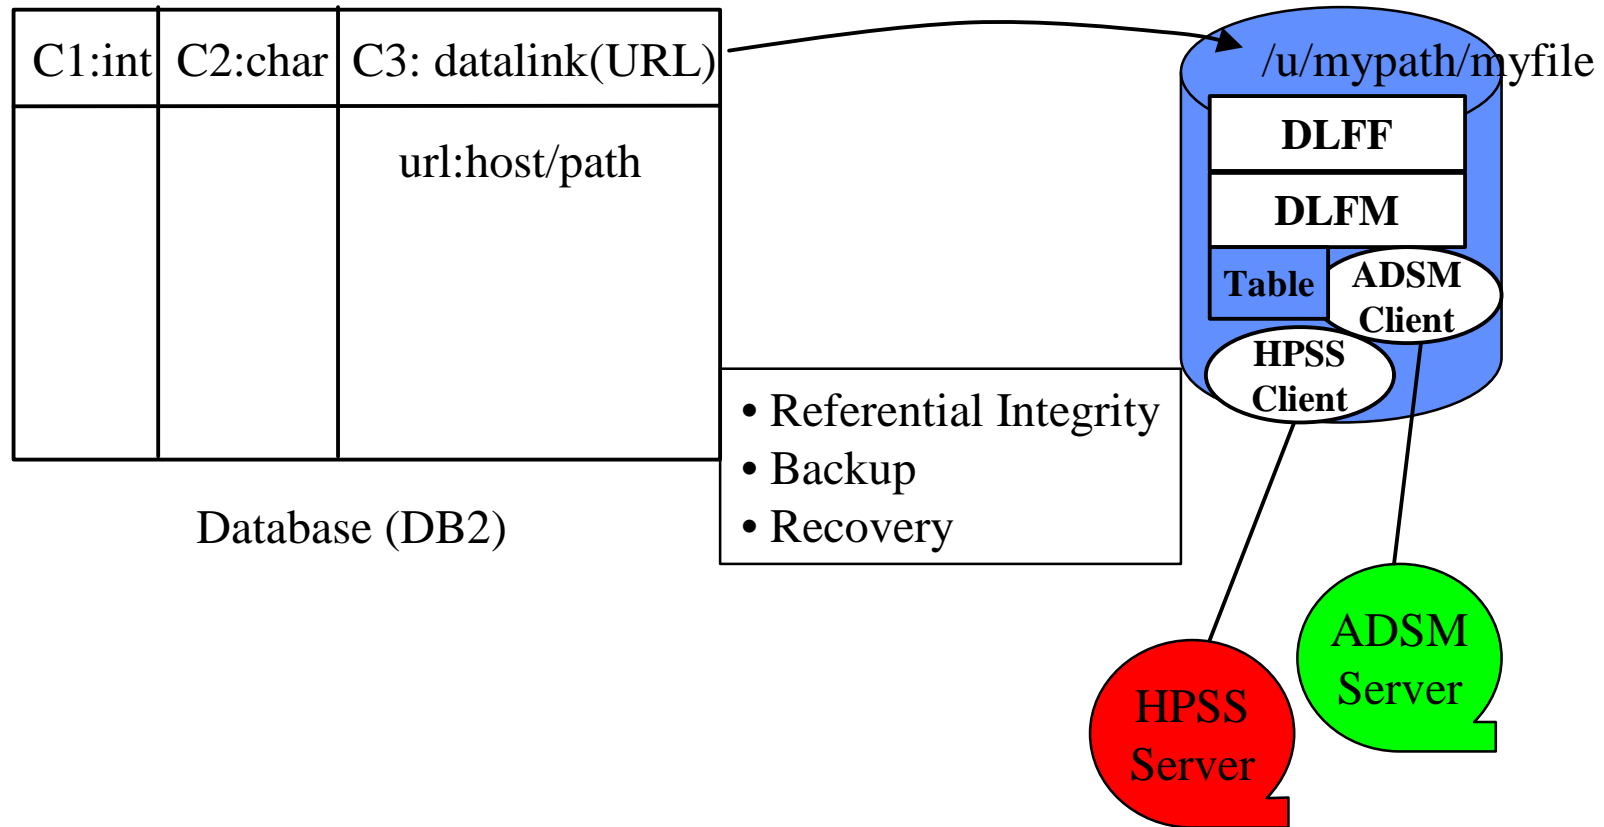 C1:int
C2:char
C3: datalink(URL)
url:host/path
Database (DB2)
• Referential Integrity
• Backup
• Recovery
/u/mypath/myfile
DLFF
DLFM
Table
ADSM
Client
HPSS
Client
HPSS
Server
ADSM
Server